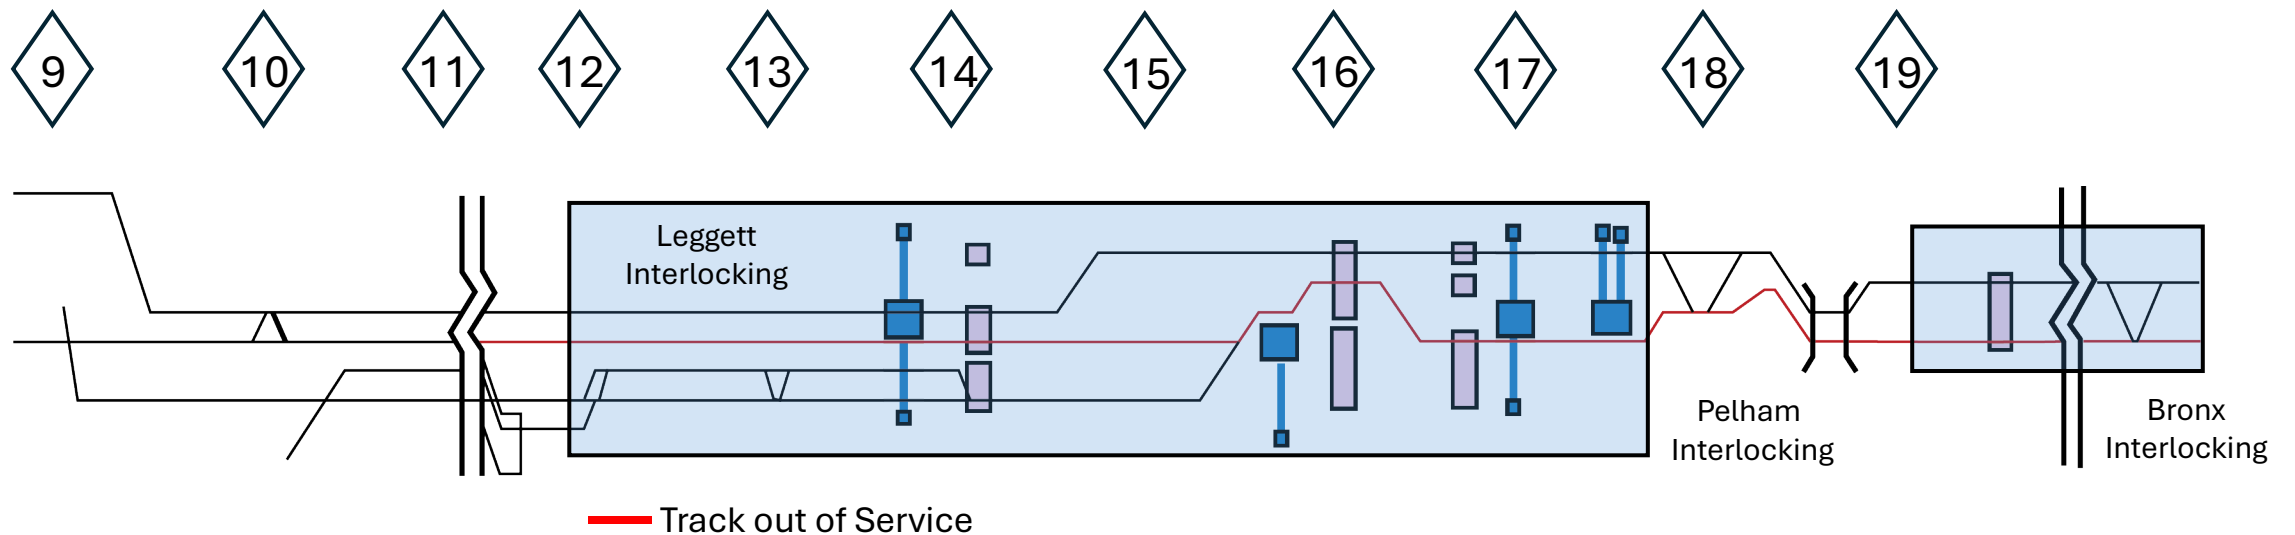 9 10 11 12 13 14 15 16 17 18 19
Leggett
Interlocking
Pelham
Interlocking
Bronx
Interlocking
Track out of Service